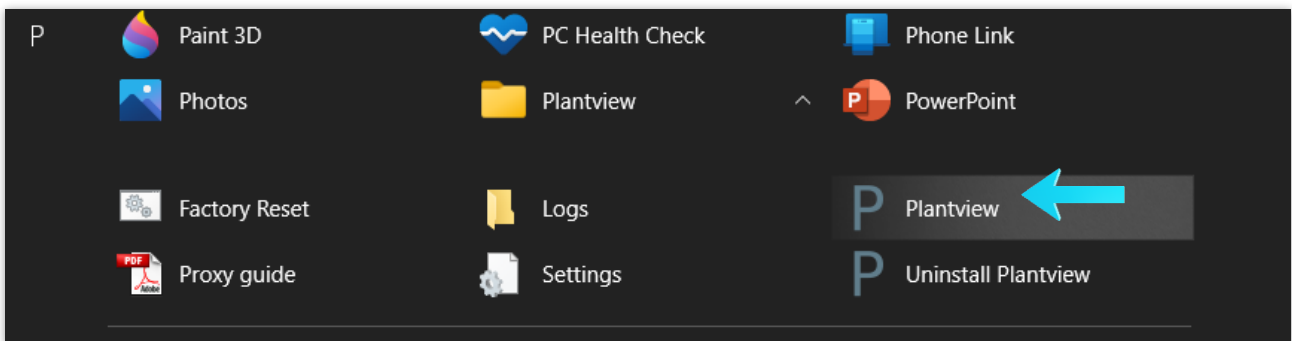 P Paint 3D PC Health Check Phone Link
Photos Plantview PowerPoint
Factory Reset Logs Plantview
Proxy guide Settings Uninstall Plantview